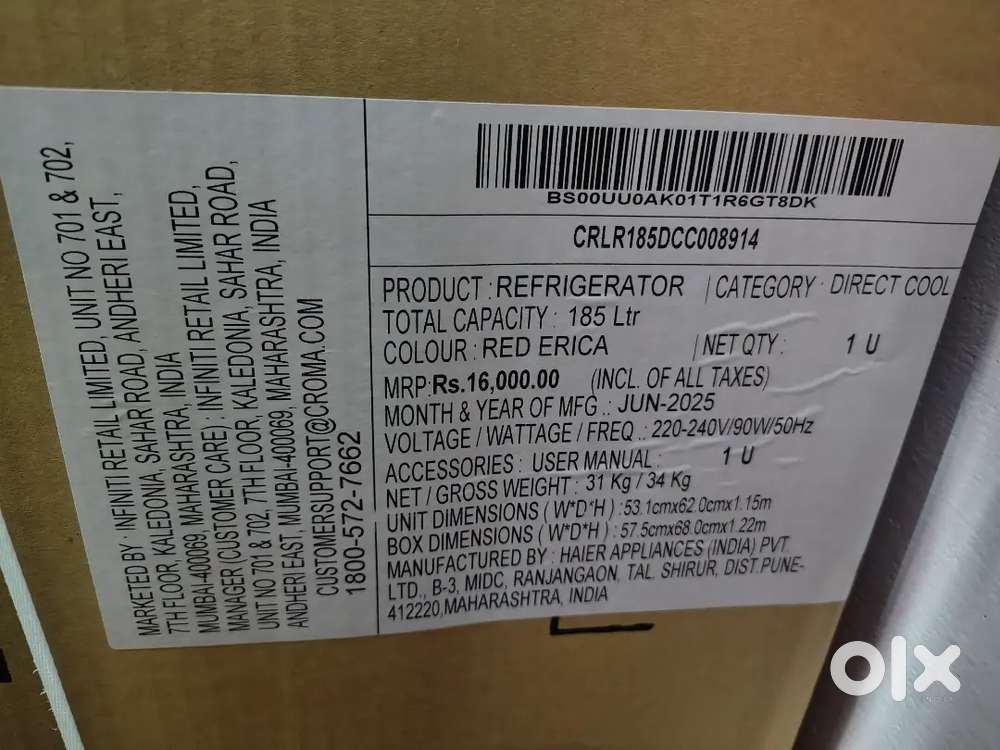 MARKETED BY : INFINITI RETAIL LIMITED, UNIT NO 701 & 702,
7TH FLOOR, KALEDONIA, SAHAR ROAD, ANDHERI EAST,
MUMBAI-400069, MAHARASHTRA, INDIA
MANAGER (CUSTOMER CARE) : INFINITI RETAIL LIMITED,
UNIT NO 701 & 702, 7TH FLOOR, KALEDONIA, SAHAR ROAD,
ANDHERI EAST, MUMBAI-400069, MAHARASHTRA, INDIA
CUSTOMERSUPPORT@CROMA.COM
1800-572-7662
BS00UU0AK01T1R6GT8DK
CRLR185DCC008914
PRODUCT : REFRIGERATOR | CATEGORY : DIRECT COOL
TOTAL CAPACITY : 185 Ltr
COLOUR : RED ERICA | NET QTY : 1 U
MRP:Rs.16,000.00 (INCL. OF ALL TAXES)
MONTH & YEAR OF MFG .: JUN-2025
VOLTAGE / WATTAGE / FREQ .: 220-240V/90W/50Hz
ACCESSORIES : USER MANUAL : 1 U
NET / GROSS WEIGHT : 31 Kg / 34 Kg
UNIT DIMENSIONS ( W*D*H ) :53.1cmx62.0cmx1.15m
BOX DIMENSIONS ( W*D*H ) :57.5cmx68.0cmx1.22m
MANUFACTURED BY : HAIER APPLIANCES (INDIA) PVT.
LTD., B-3, MIDC, RANJANGAON, TAL. SHIRUR, DIST.PUNE-
412220,MAHARASHTRA, INDIA
olx